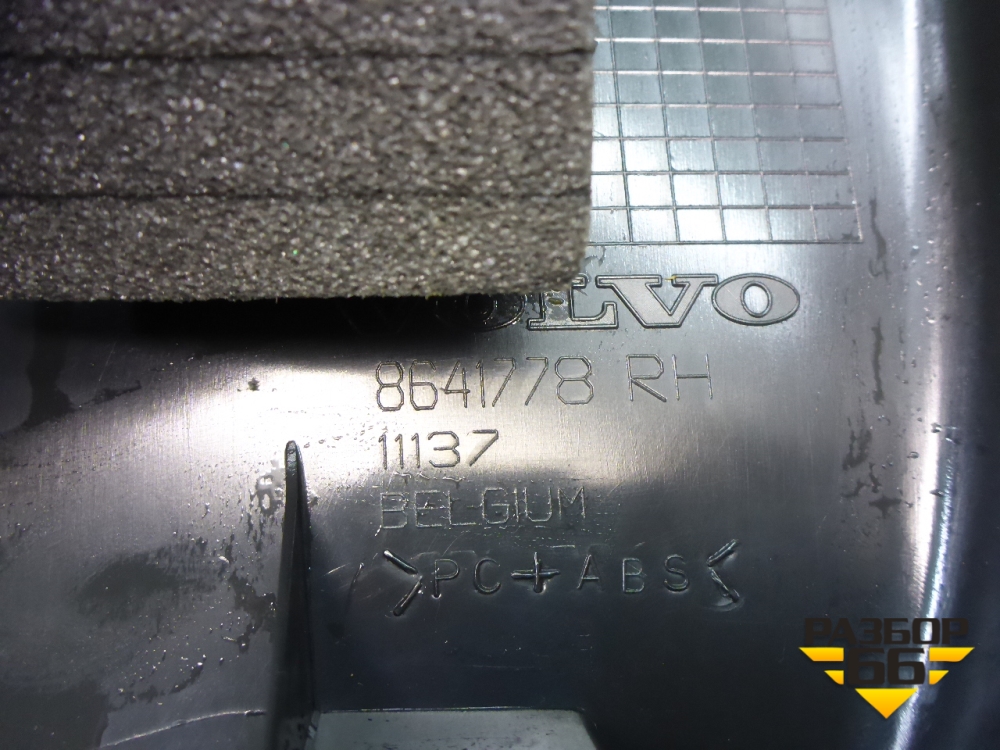 VOLVO
8641778 RH
11137
BELGIUM
>PC+ABS<
РАЗБОР
66